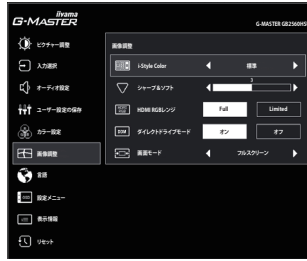 iiyama
G-MASTER
G-MASTER GB2560HS
ピクチャー調整
入力選択
オーディオ設定
ユーザー設定の保存
カラー設定
画像調整
言語
設定メニュー
表示情報
リセット
画像調整
i-Style Color
標準
シャープ&ソフト
3
HDMI RGBレンジ
Full
Limited
DDM
ダイレクトドライブモード
オン
オフ
画面モード
フルスクリーン